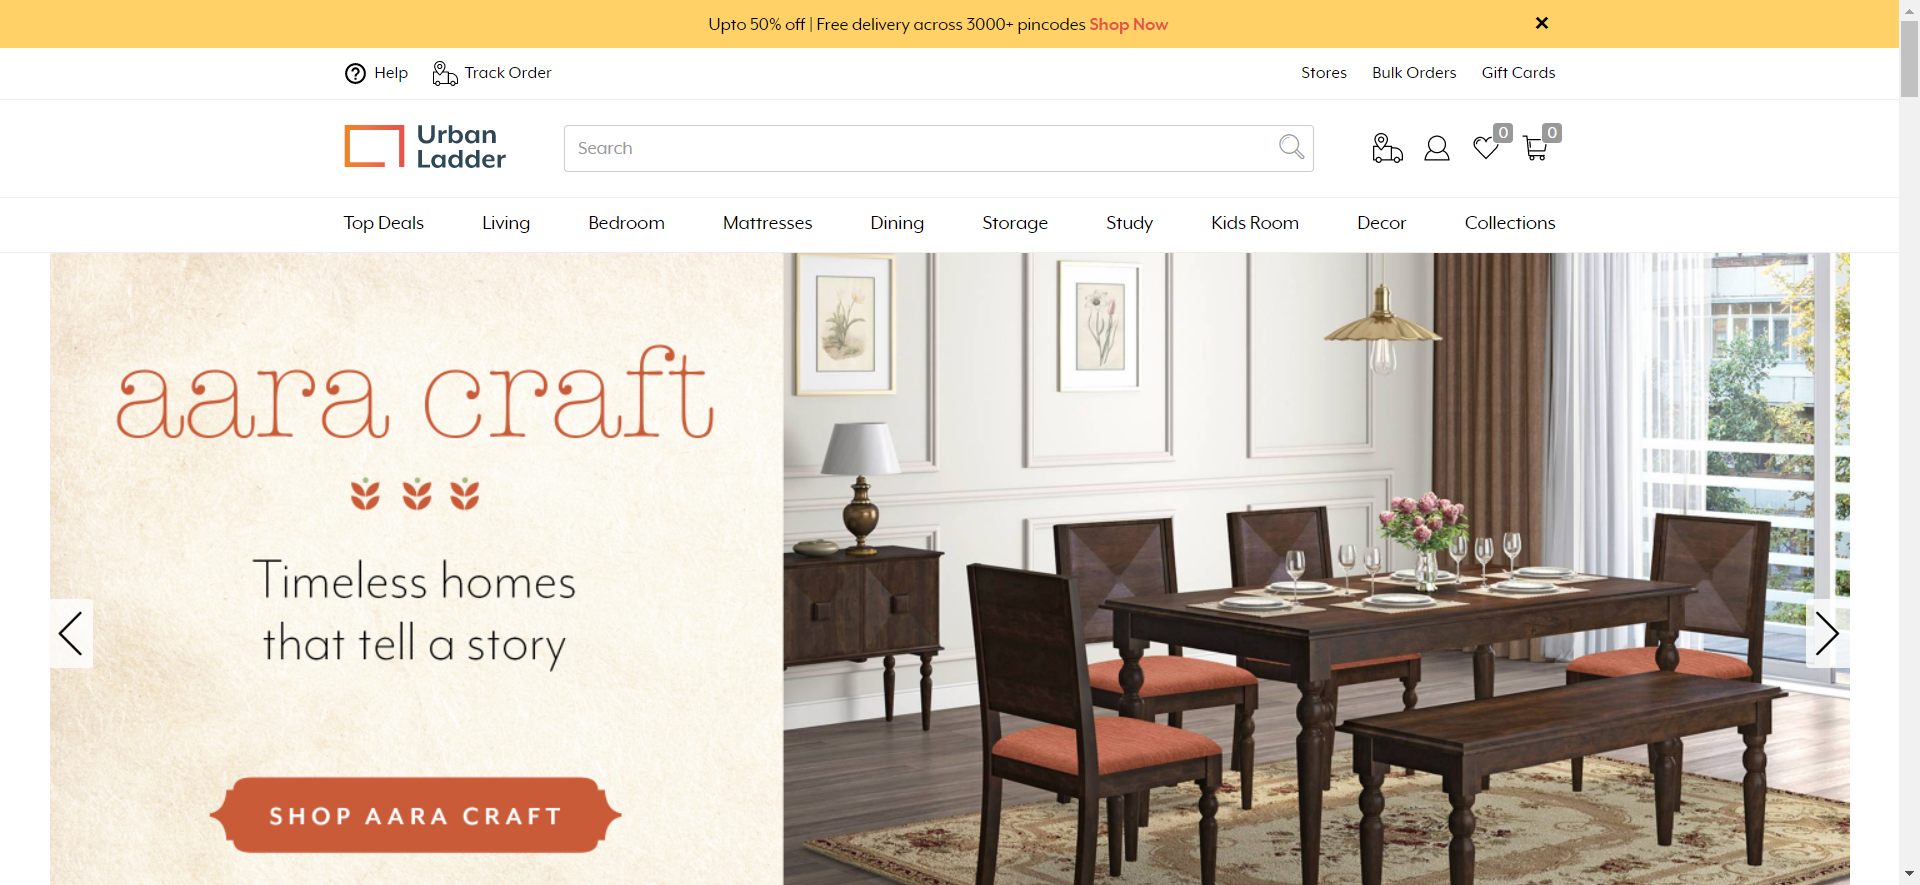 Upto 50% off | Free delivery across 3000+ pincodes Shop Now
Help
Track Order
Stores
Bulk Orders
Gift Cards
Urban
Ladder
Search
0
0
Top Deals
Living
Bedroom
Mattresses
Dining
Storage
Study
Kids Room
Decor
Collections
aara craft
Timeless homes
that tell a story
SHOP AARA CRAFT